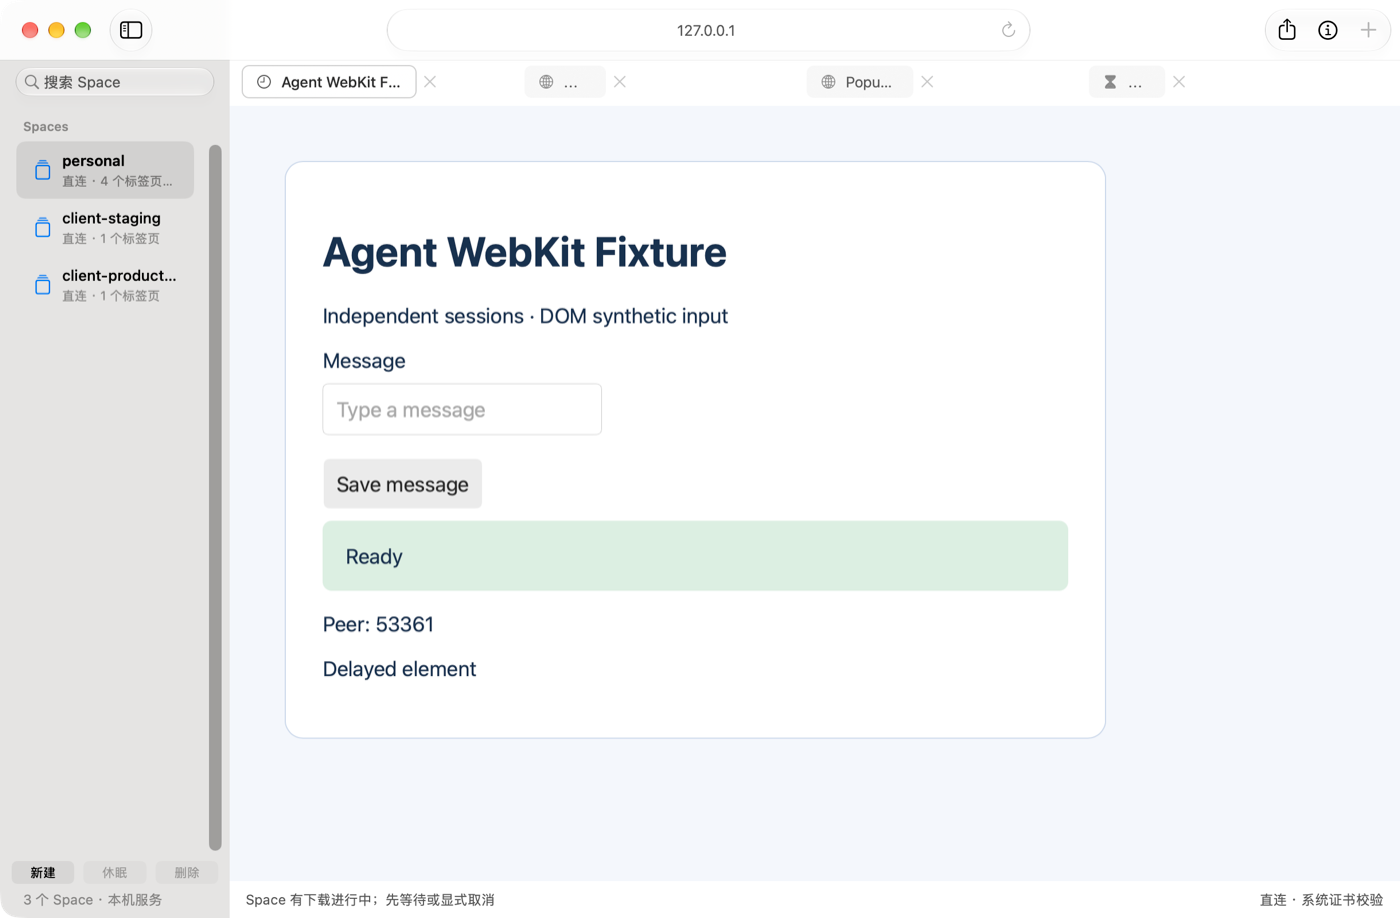 127.0.0.1
搜索 Space
Agent WebKit F...
...
Popu...
...
Spaces
personal
直连 · 4 个标签页...
client-staging
直连 · 1 个标签页
client-product...
直连 · 1 个标签页
Agent WebKit Fixture
Independent sessions · DOM synthetic input
Message
Type a message
Save message
Ready
Peer: 53361
Delayed element
新建
休眠
删除
3 个 Space · 本机服务
Space 有下载进行中；先等待或显式取消
直连 · 系统证书校验